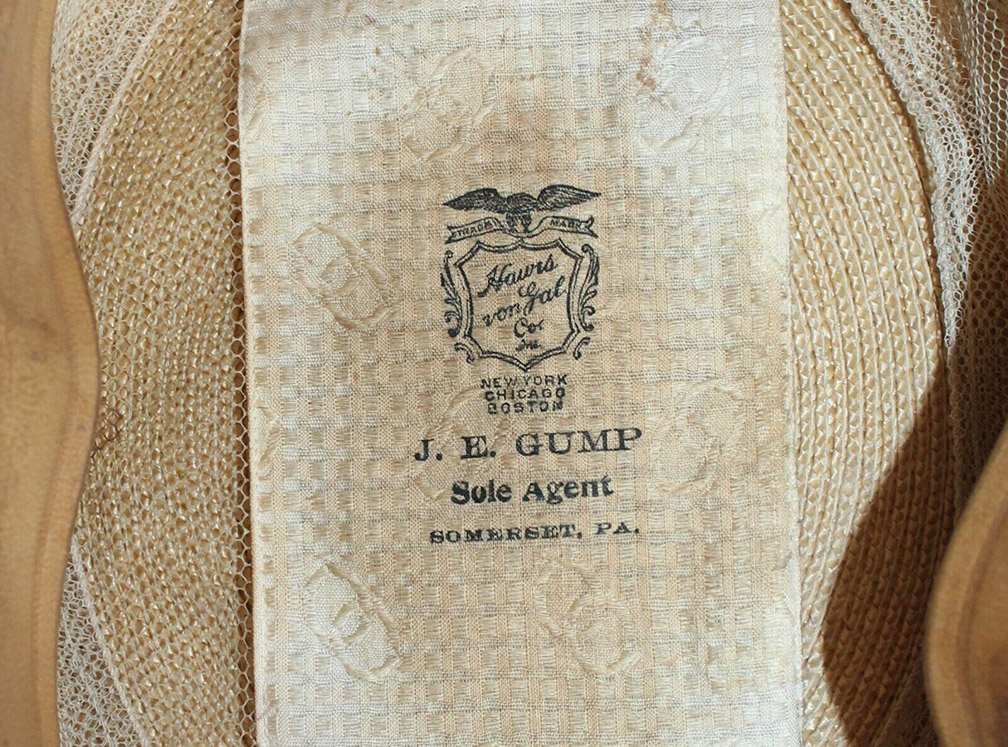 TRADE MARK
Hawes
von Gal
Co.
Inc.
NEW YORK
CHICAGO
BOSTON
J. E. GUMP
Sole Agent
SOMERSET, PA.